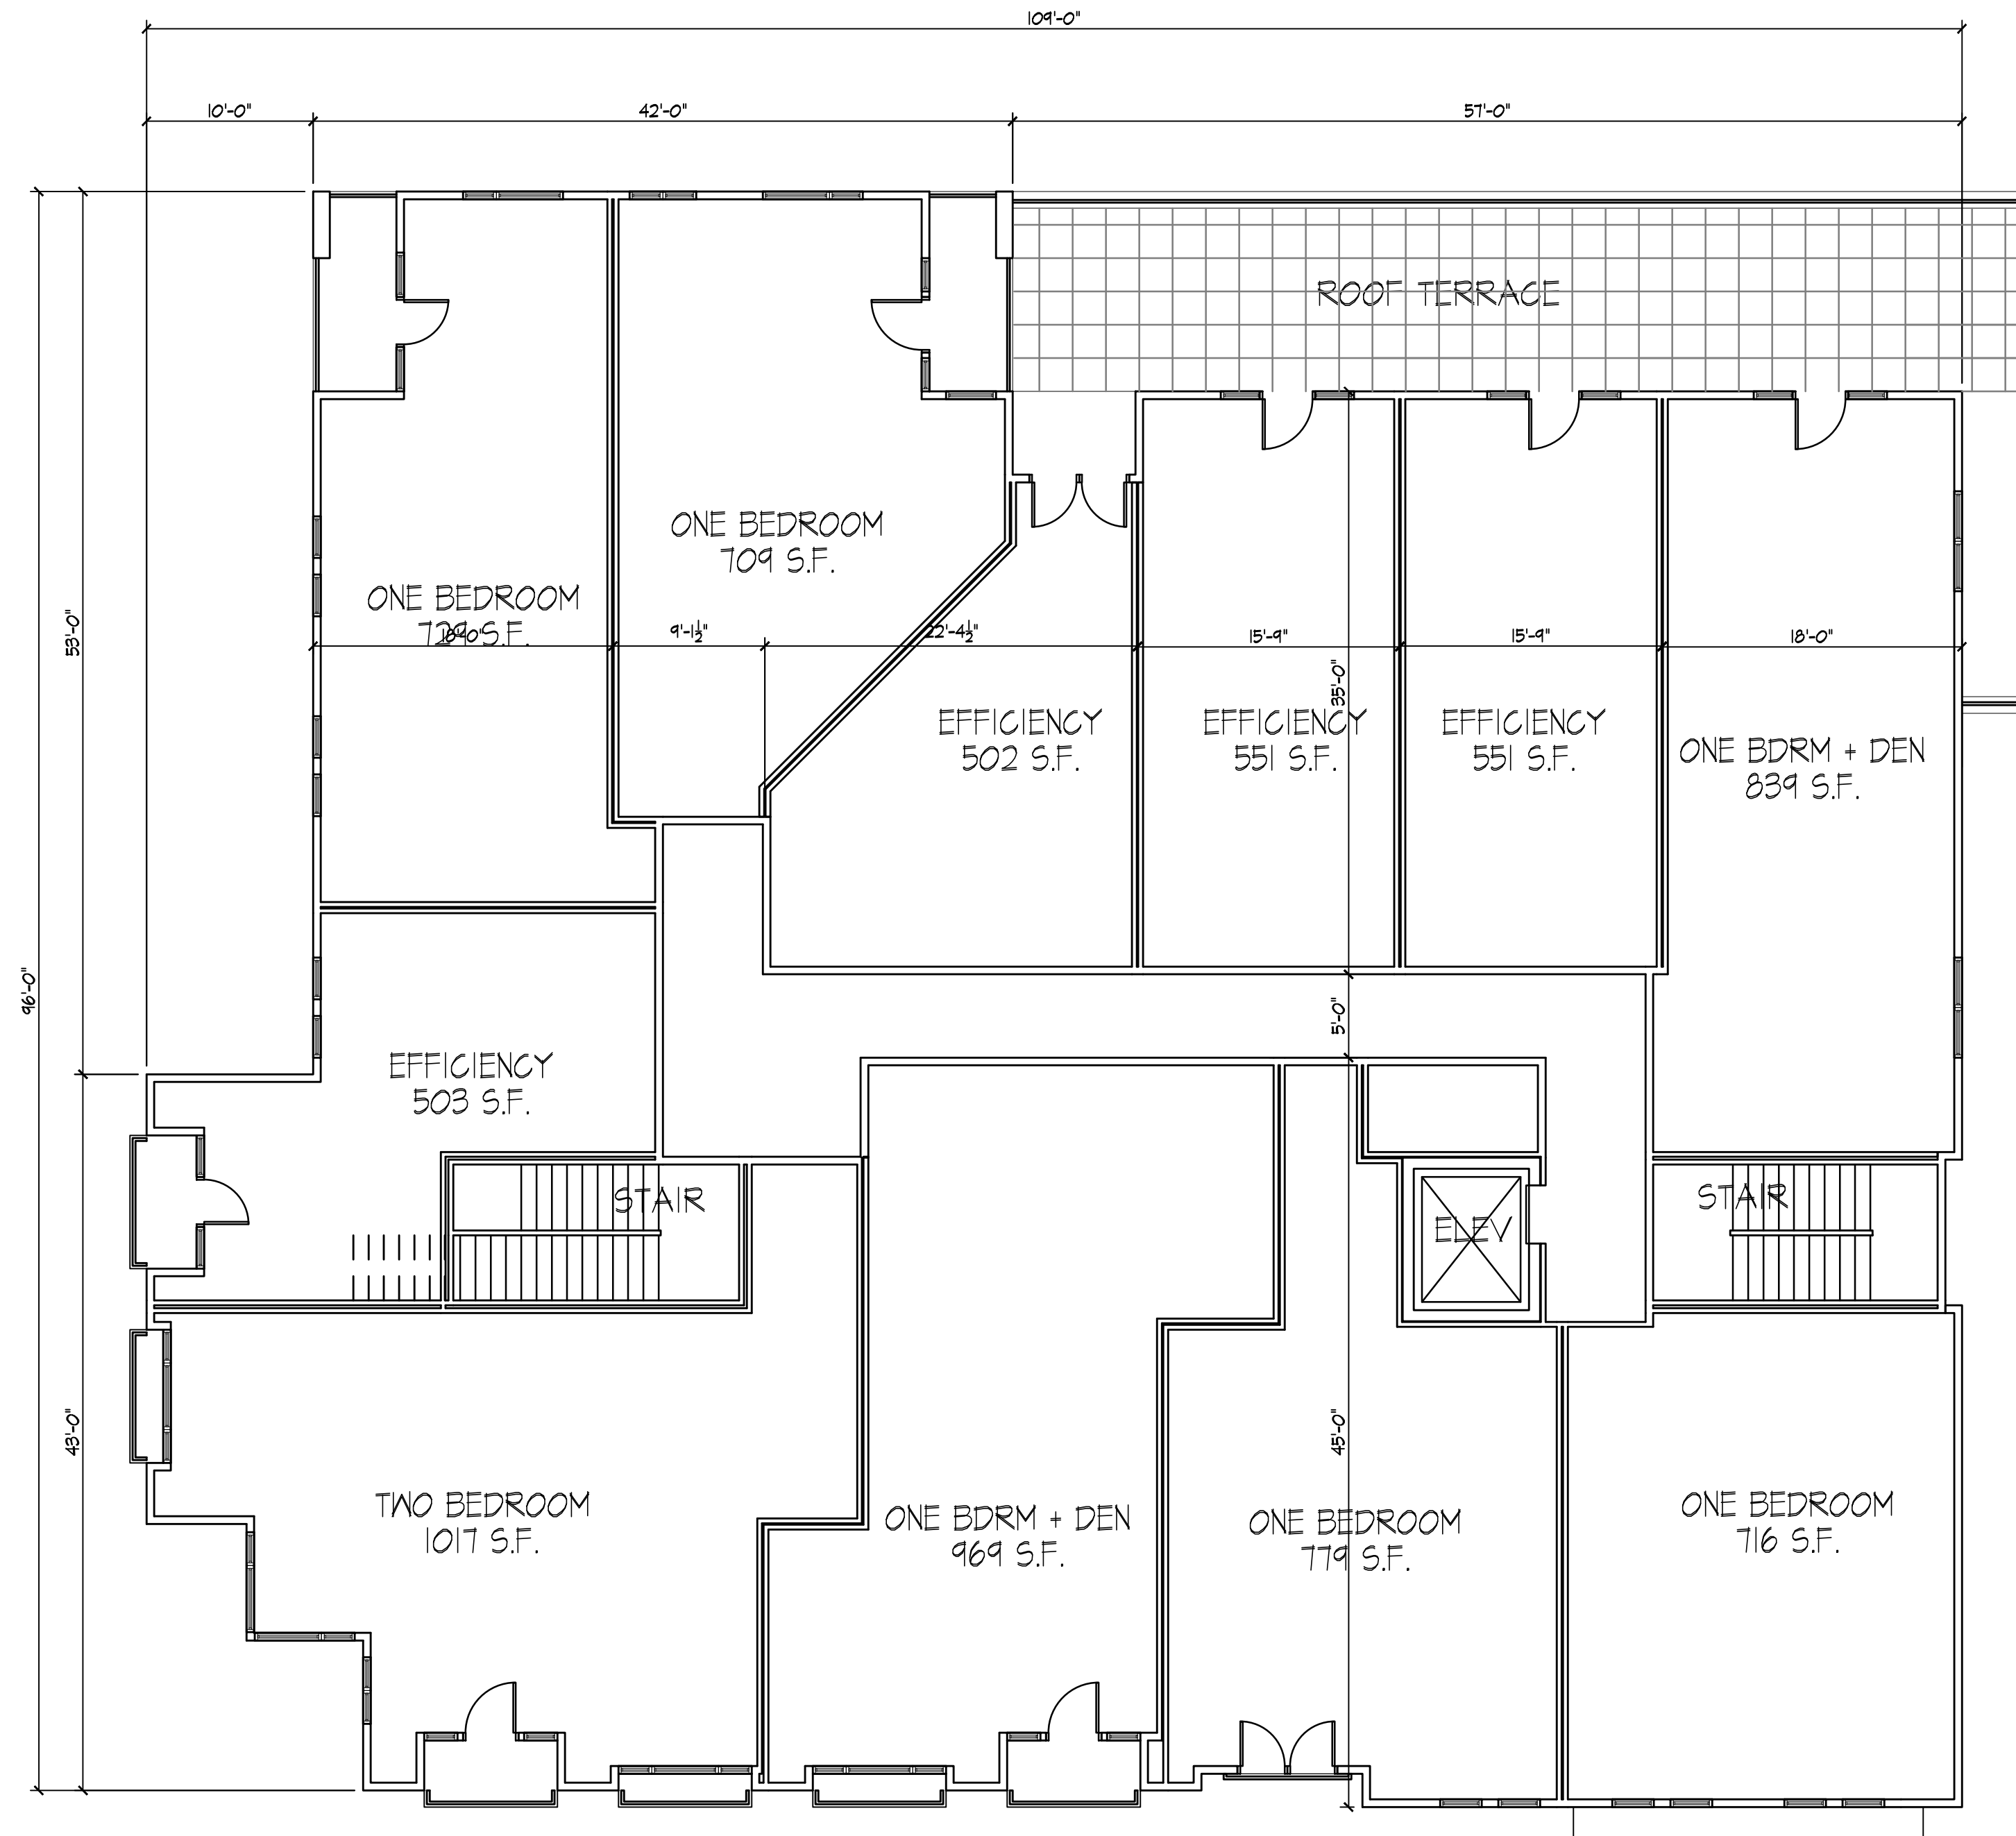 109'-0"
10'-0"
42'-0"
57'-0"
ROOF TERRACE
ONE BEDROOM
709 S.F.
ONE BEDROOM
729 S.F.
18'-0"
9'-1½"
22'-4½"
15'-9"
15'-9"
18'-0"
53'-0"
35'-0"
EFFICIENCY
502 S.F.
EFFICIENCY
551 S.F.
EFFICIENCY
551 S.F.
ONE BDRM + DEN
839 S.F.
96'-0"
5'-0"
EFFICIENCY
503 S.F.
STAIR
ELEV
STAIR
43'-0"
45'-0"
TWO BEDROOM
1017 S.F.
ONE BDRM + DEN
969 S.F.
ONE BEDROOM
779 S.F.
ONE BEDROOM
716 S.F.